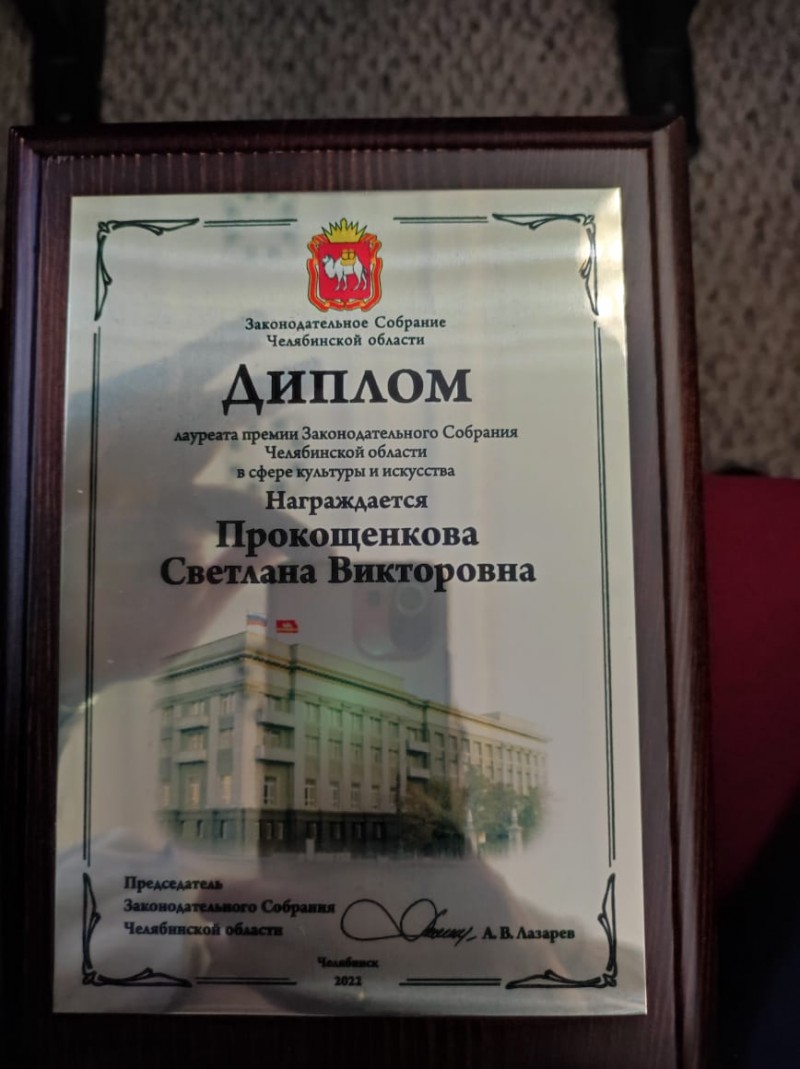 Законодательное Собрание
Челябинской области
Диплом
лауреата премии Законодательного Собрания
Челябинской области
в сфере культуры и искусства
Награждается
Прокощенкова
Светлана Викторовна
Председатель
Законодательного Собрания
Челябинской области
А. В. Лазарев
Челябинск
2022